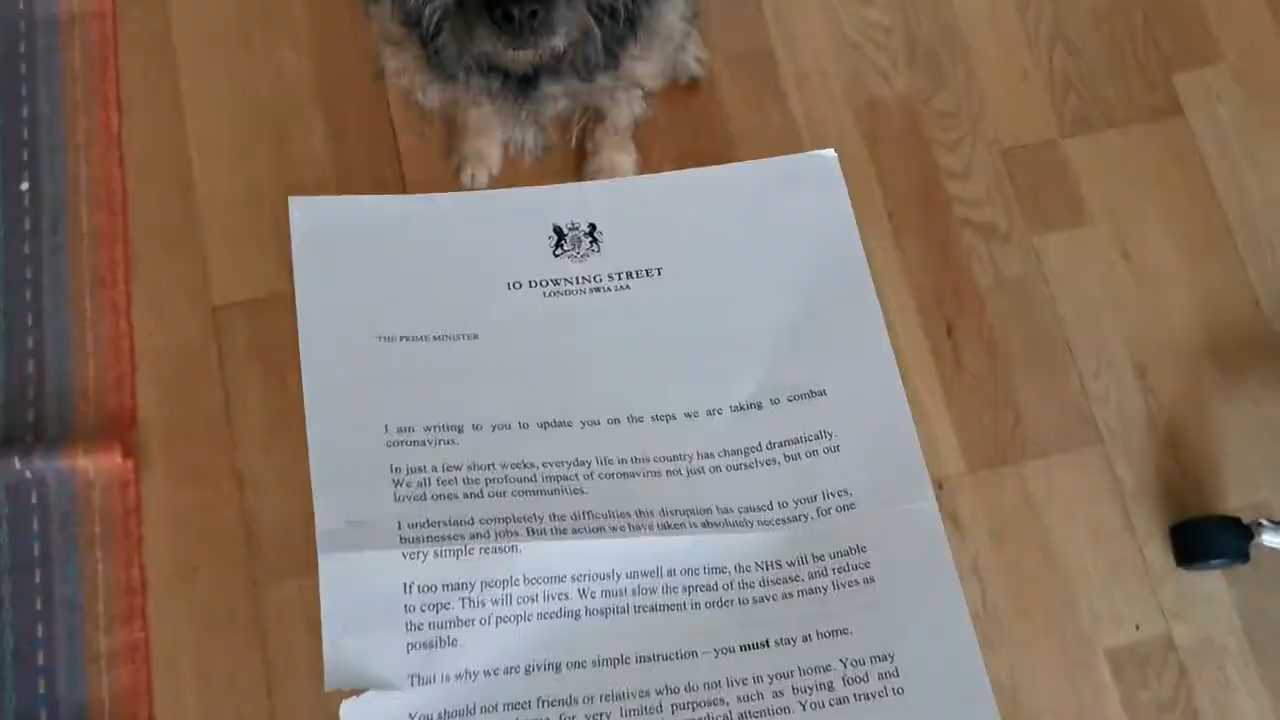 10 DOWNING STREET
LONDON SW1A 2AA
THE PRIME MINISTER
I am writing to you to update you on the steps we are taking to combat
coronavirus.
In just a few short weeks, everyday life in this country has changed dramatically.
We all feel the profound impact of coronavirus not just on ourselves, but on our
loved ones and our communities.
I understand completely the difficulties this disruption has caused to your lives,
businesses and jobs. But the action we have taken is absolutely necessary, for one
very simple reason.
If too many people become seriously unwell at one time, the NHS will be unable
to cope. This will cost lives. We must slow the spread of the disease, and reduce
the number of people needing hospital treatment in order to save as many lives as
possible.
That is why we are giving one simple instruction – you must stay at home.
You should not meet friends or relatives who do not live in your home. You may
for very limited purposes, such as buying food and
medical attention. You can travel to